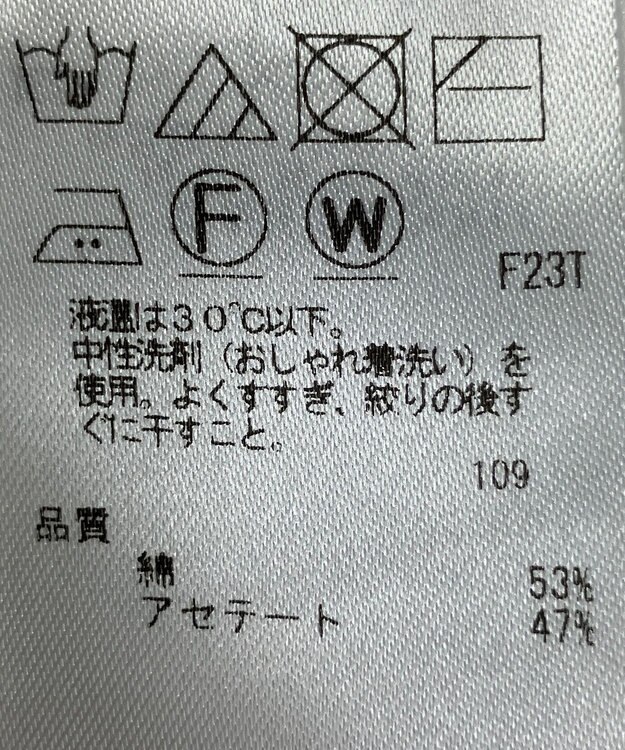 F
W
F23T
液温は30℃以下。
中性洗剤（おしゃれ着洗い）を
使用。よくすすぎ、絞りの後す
ぐに干すこと。
109
品質
綿 53%
アセテート 47%